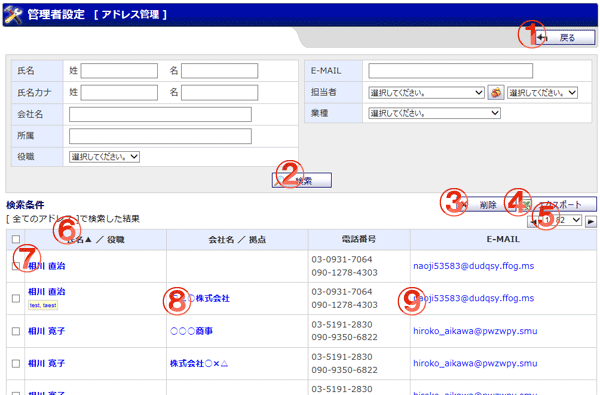 管理者設定 [ アドレス管理 ]
① 戻る
氏名 姓 名 E-MAIL
氏名カナ 姓 名 担当者 選択してください。 選択してください。
会社名 業種 選択してください。
所属
役職 選択してください。
② 検索
検索条件 ③ 削除 ④ エクスポート
[ 全てのアドレス ]で検索した結果 ⑤ 82
⑥ 氏名▲ ／ 役職 会社名 ／ 拠点 電話番号 E-MAIL
⑦ 相川 直治 03-0931-7064 naoji53583@dudqsy.ffog.ms
090-1278-4303
相川 直治 ⑧ ○株式会社 03-0931-7064 ⑨ naoji53583@dudqsy.ffog.ms
test, tweet 090-1278-4303
相川 寛子 ○○○商事 03-5191-2830 hiroko_aikawa@pwzwpy.smu
090-9350-6822
相川 寛子 株式会社○×△ 03-5191-2830 hiroko_aikawa@pwzwpy.smu
090-9350-6822
03-5191-2830